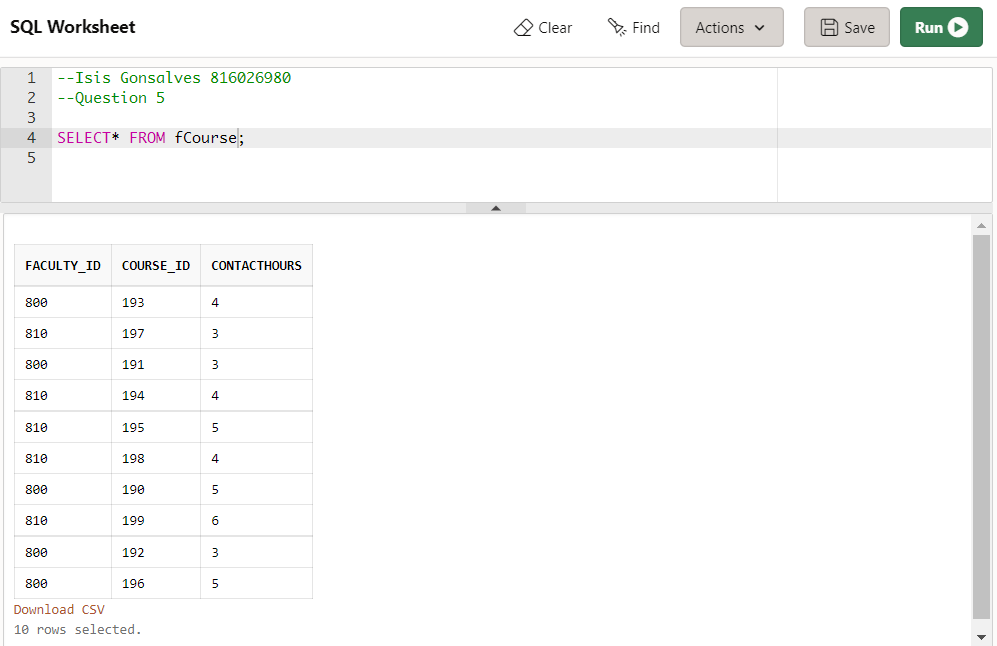 SQL Worksheet Clear Find Actions Save Run
1 --Isis Gonsalves 816026980
2 --Question 5
3
4 SELECT* FROM fCourse;
5
FACULTY_ID COURSE_ID CONTACTHOURS
800 193 4
810 197 3
800 191 3
810 194 4
810 195 5
810 198 4
800 190 5
810 199 6
800 192 3
800 196 5
Download CSV
10 rows selected.